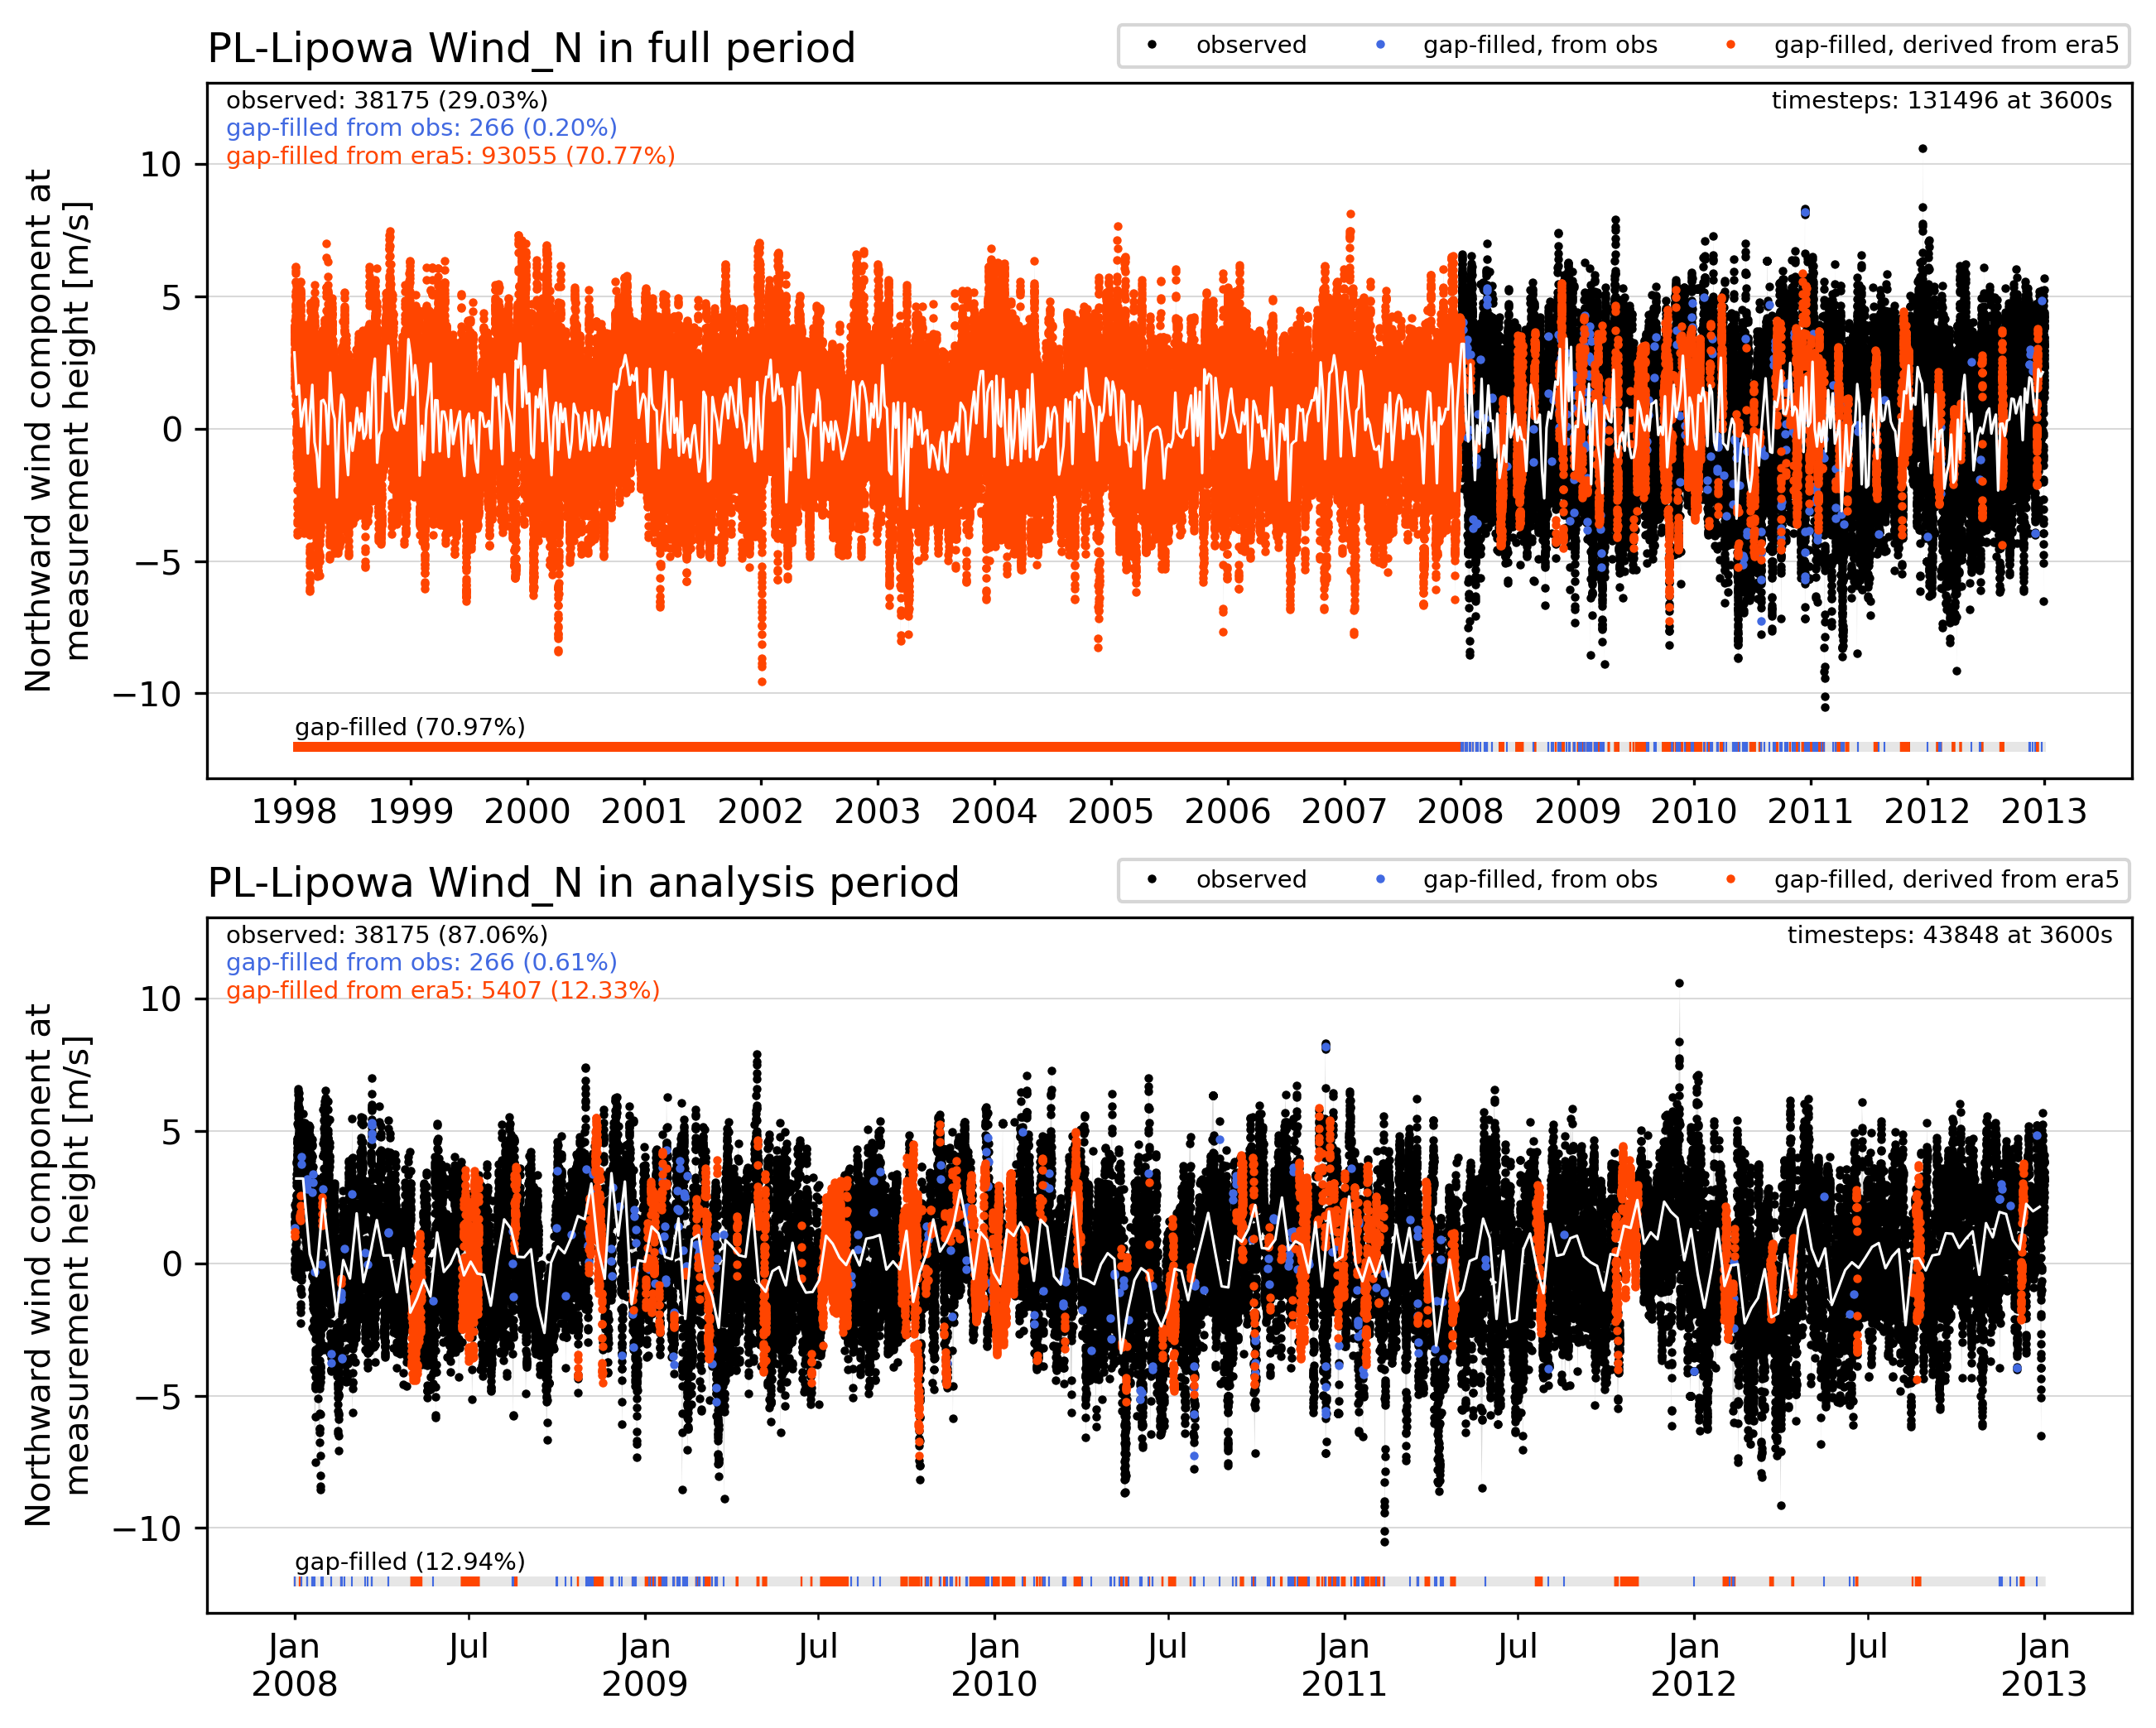 PL-Lipowa Wind_N in full period
observed
gap-filled, from obs
gap-filled, derived from era5
observed: 38175 (29.03%)
gap-filled from obs: 266 (0.20%)
gap-filled from era5: 93055 (70.77%)
timesteps: 131496 at 3600s
Northward wind component at
measurement height [m/s]
10
5
0
−5
−10
gap-filled (70.97%)
1998 1999 2000 2001 2002 2003 2004 2005 2006 2007 2008 2009 2010 2011 2012 2013
PL-Lipowa Wind_N in analysis period
observed
gap-filled, from obs
gap-filled, derived from era5
observed: 38175 (87.06%)
gap-filled from obs: 266 (0.61%)
gap-filled from era5: 5407 (12.33%)
timesteps: 43848 at 3600s
Northward wind component at
measurement height [m/s]
10
5
0
−5
−10
gap-filled (12.94%)
Jan Jul Jan Jul Jan Jul Jan Jul Jan Jul Jan
2008 2009 2010 2011 2012 2013